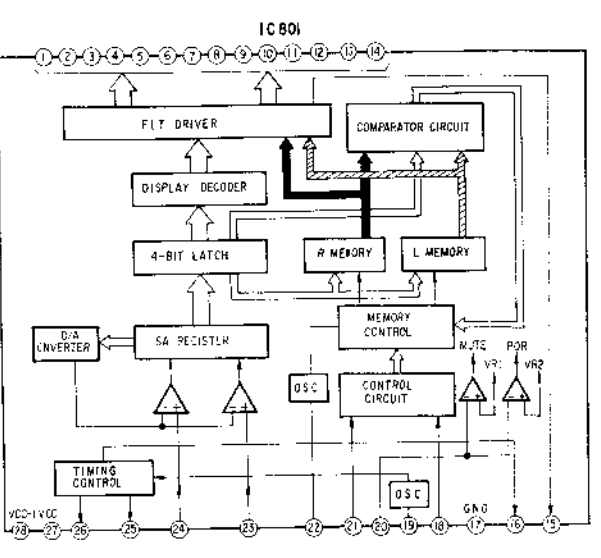 IC801
1 2 3 4 5 6 7 8 9 10 11 12 13 14
FLT DRIVER
COMPARATOR CIRCUIT
DISPLAY DECODER
4-BIT LATCH
R MEMORY
L MEMORY
D/A
CNVERZER
SA REGISTER
MEMORY
CONTROL
MUTE
POR
VR1
VR2
OSC
CONTROL
CIRCUIT
TIMING
CONTROL
OSC
VCC-1 VCC
GNG
28 27 26 25 24 23 22 21 20 19 18 17 16 15